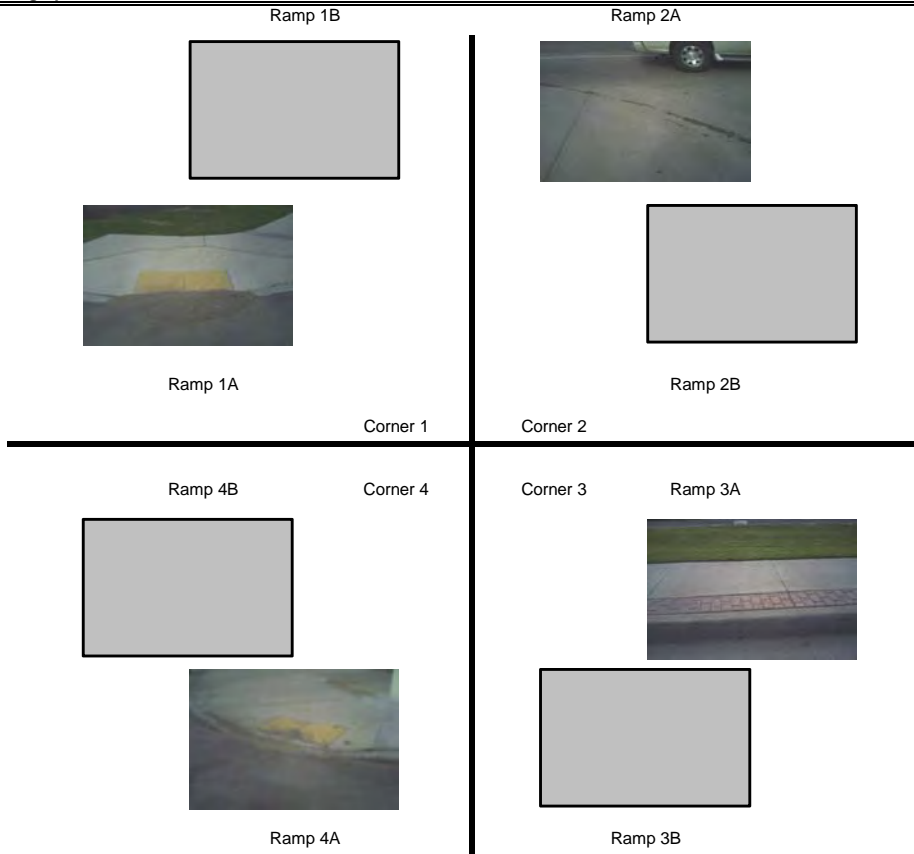 Ramp 1B Ramp 2A
Ramp 1A Ramp 2B
Corner 1 Corner 2
Ramp 4B Corner 4 Corner 3 Ramp 3A
Ramp 4A Ramp 3B